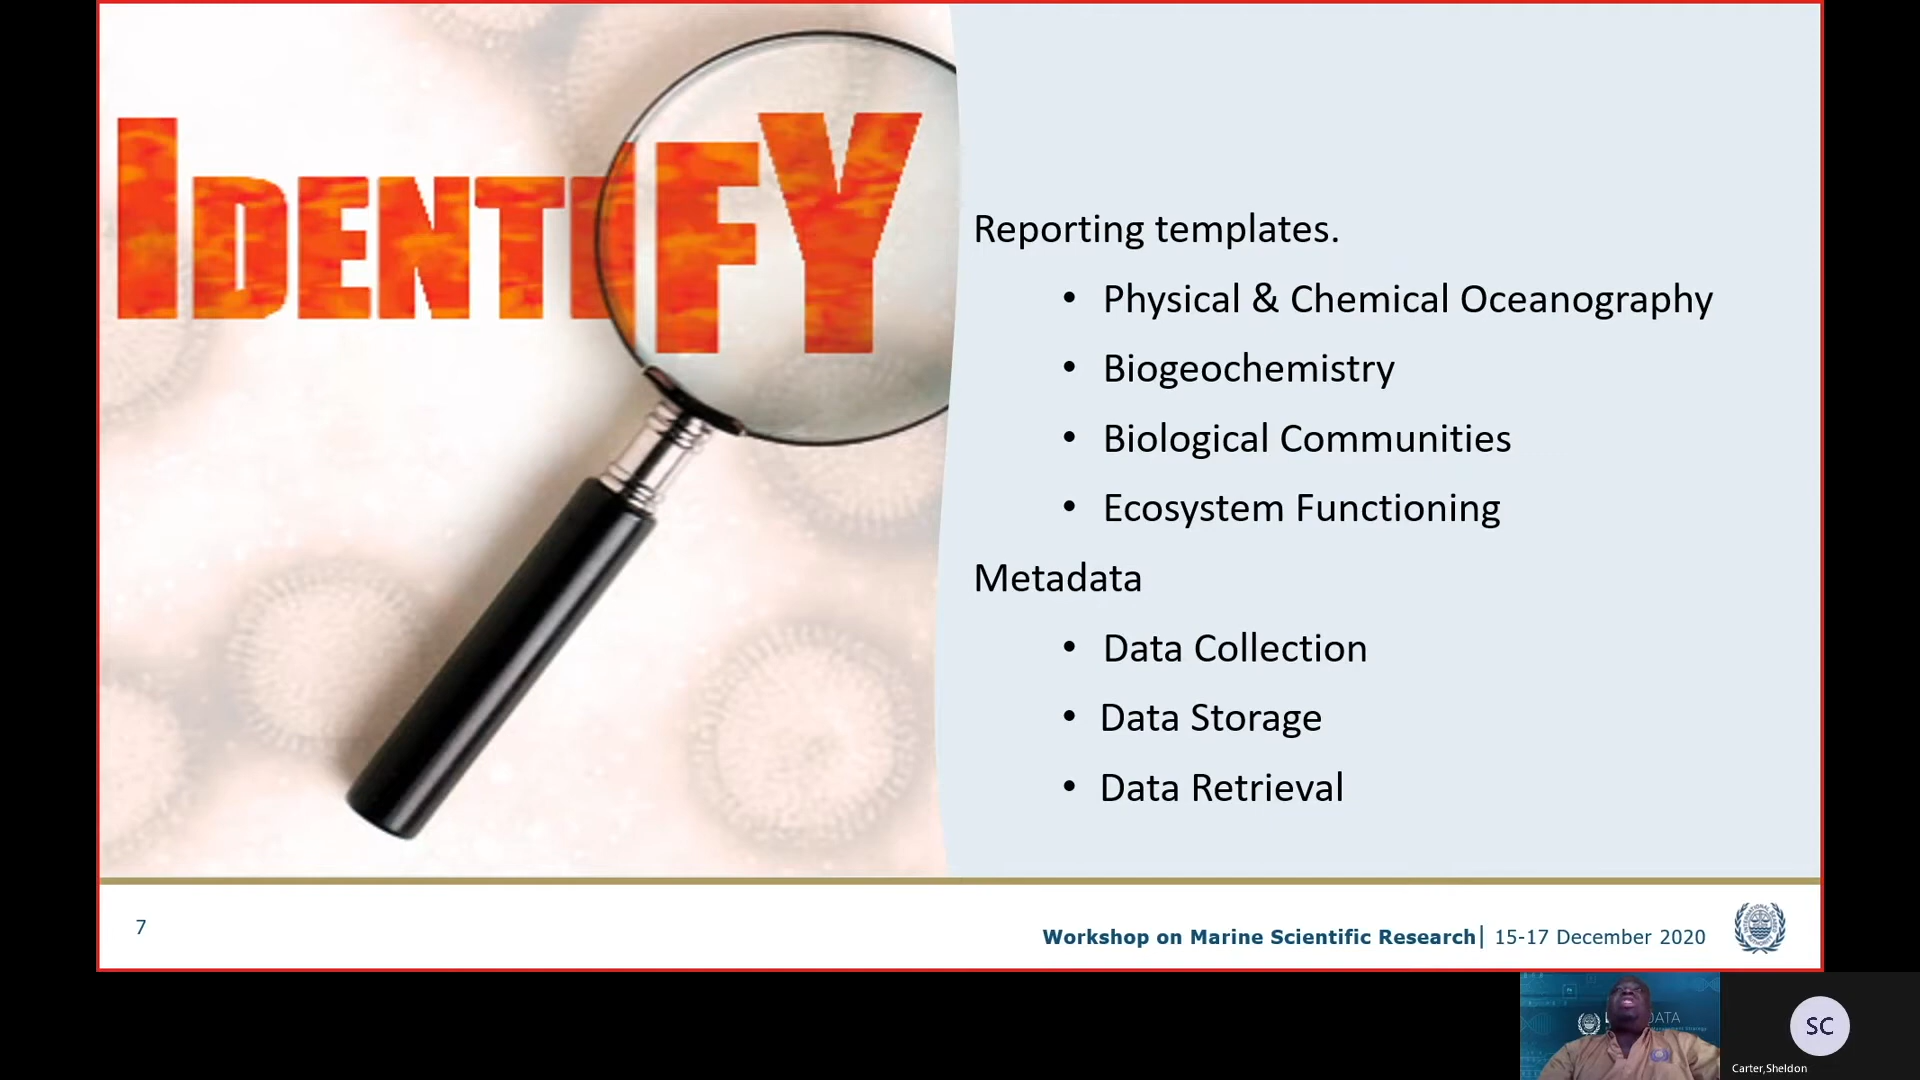 IDENTIFY
Reporting templates.
• Physical & Chemical Oceanography
• Biogeochemistry
• Biological Communities
• Ecosystem Functioning
Metadata
• Data Collection
• Data Storage
• Data Retrieval
7
Workshop on Marine Scientific Research| 15-17 December 2020
DATA
SC
Carter,Sheldon